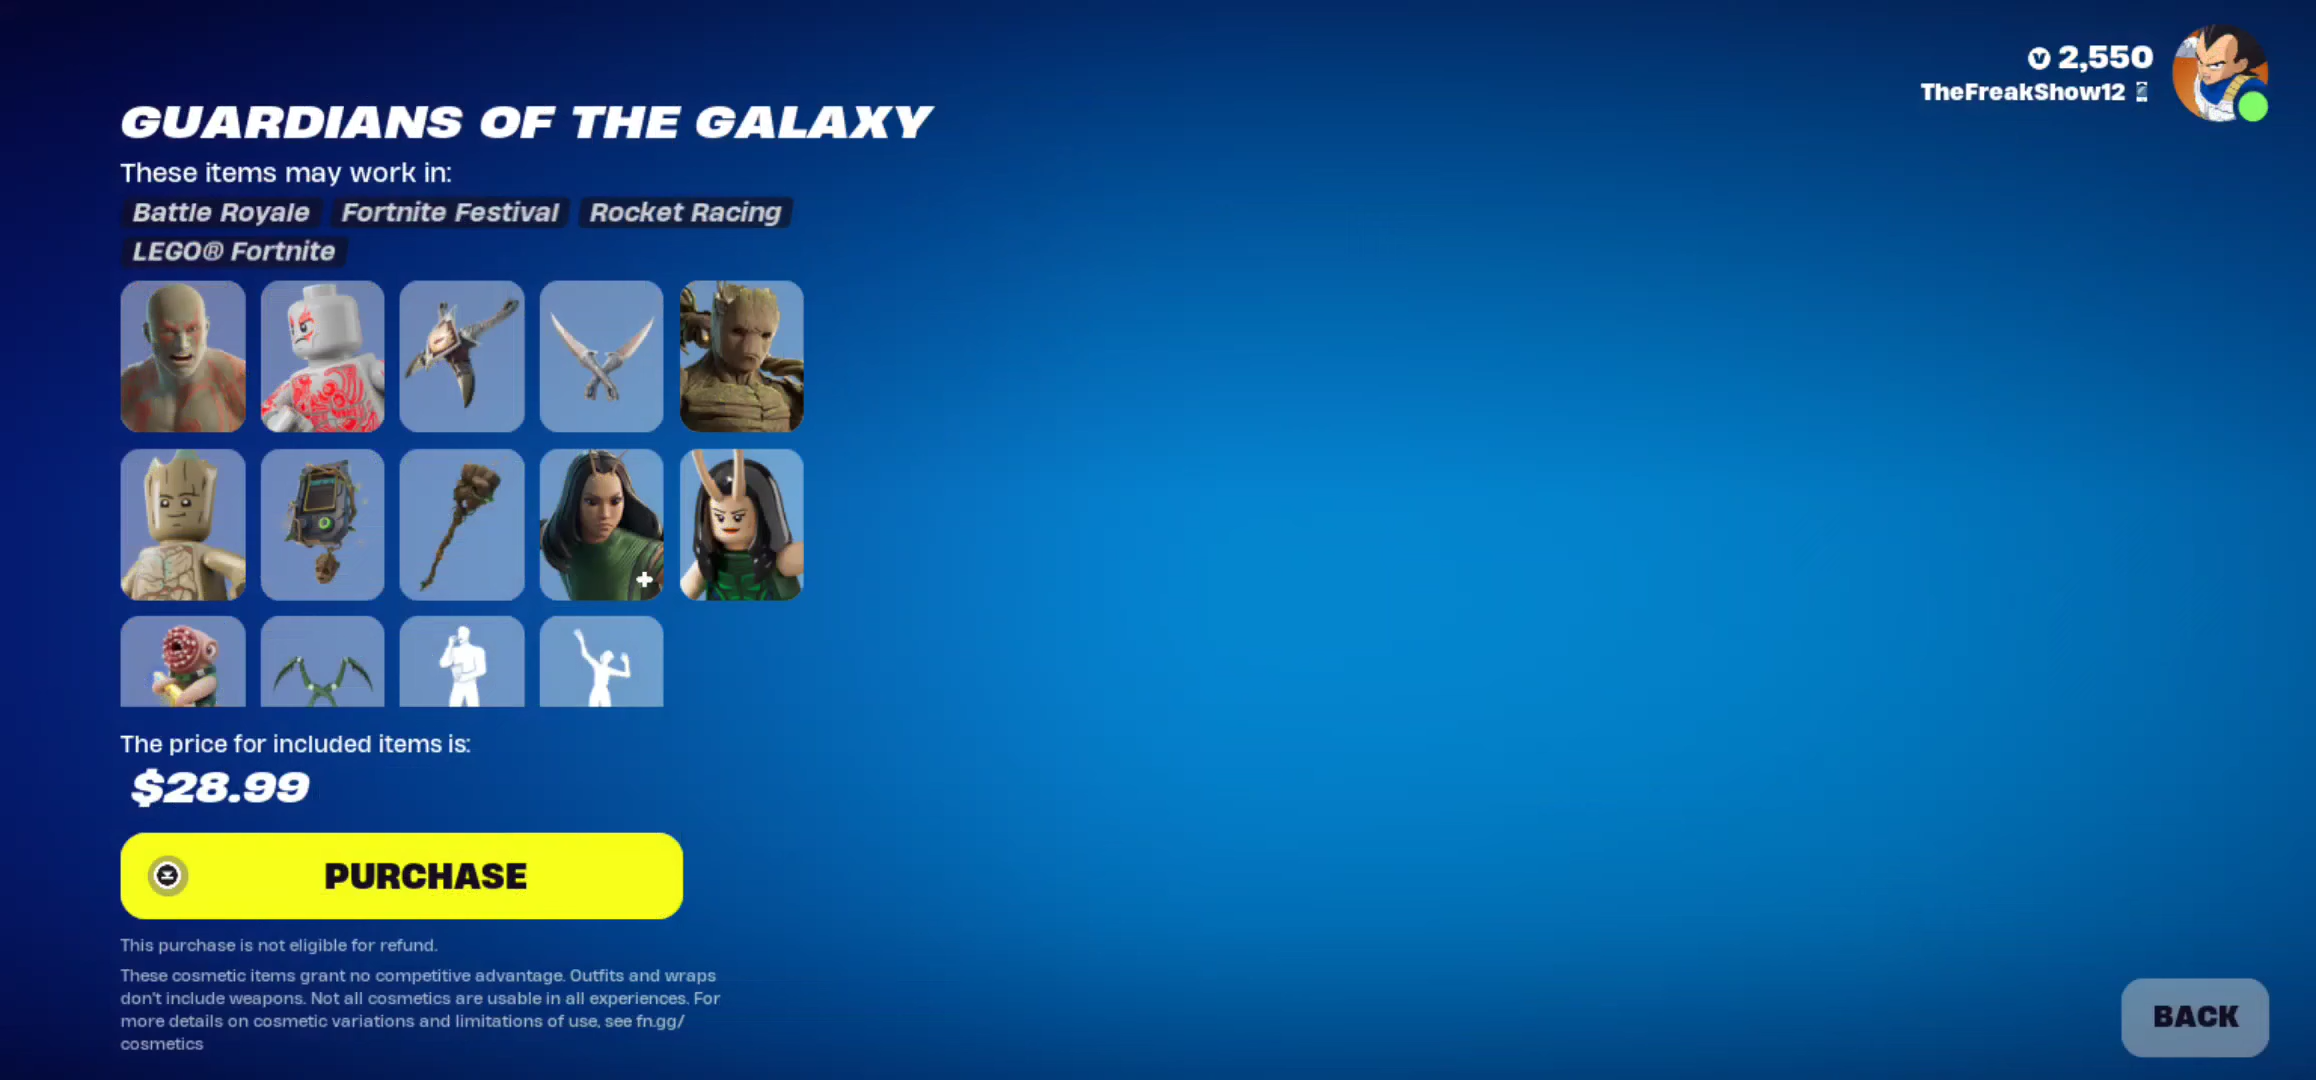 2,550
TheFreakShow12
GUARDIANS OF THE GALAXY
These items may work in:
Battle Royale Fortnite Festival Rocket Racing
LEGO® Fortnite
The price for included items is:
$28.99
PURCHASE
This purchase is not eligible for refund.
These cosmetic items grant no competitive advantage. Outfits and wraps
don't include weapons. Not all cosmetics are usable in all experiences. For
more details on cosmetic variations and limitations of use, see fn.gg/
cosmetics
BACK